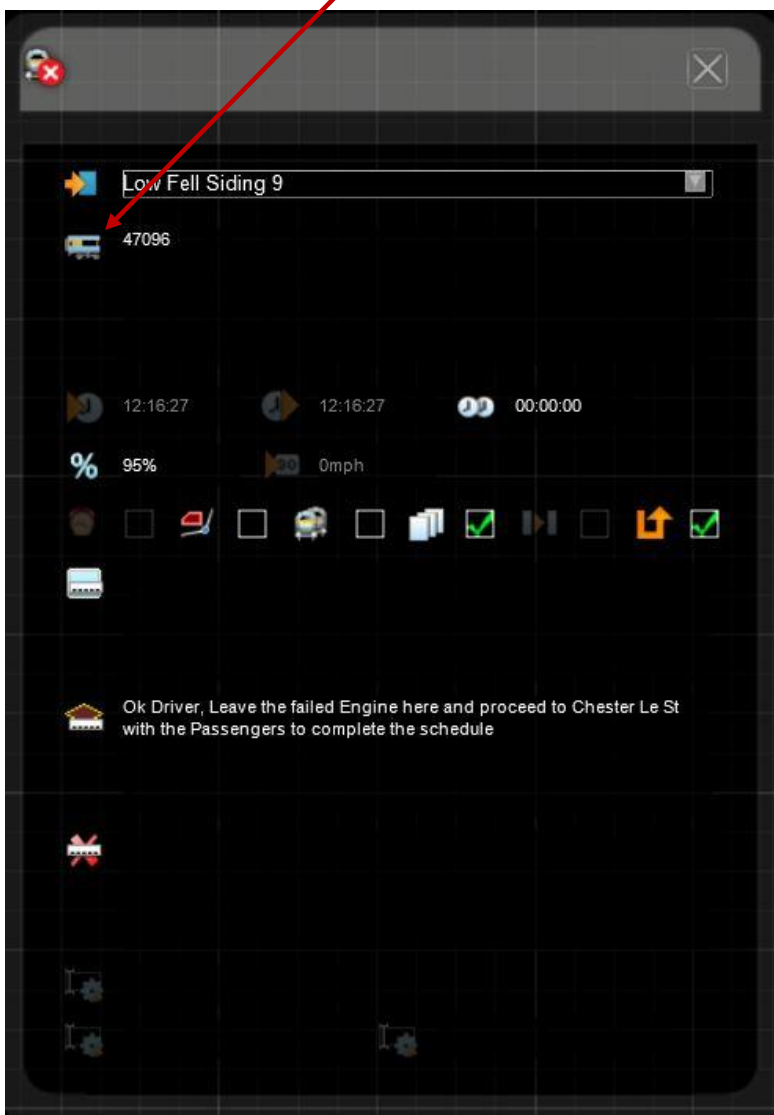 Low Fell Siding 9
47096
12:16:27 12:16:27 00:00:00
% 95% 90 0mph
Ok Driver, Leave the failed Engine here and proceed to Chester Le St
with the Passengers to complete the schedule